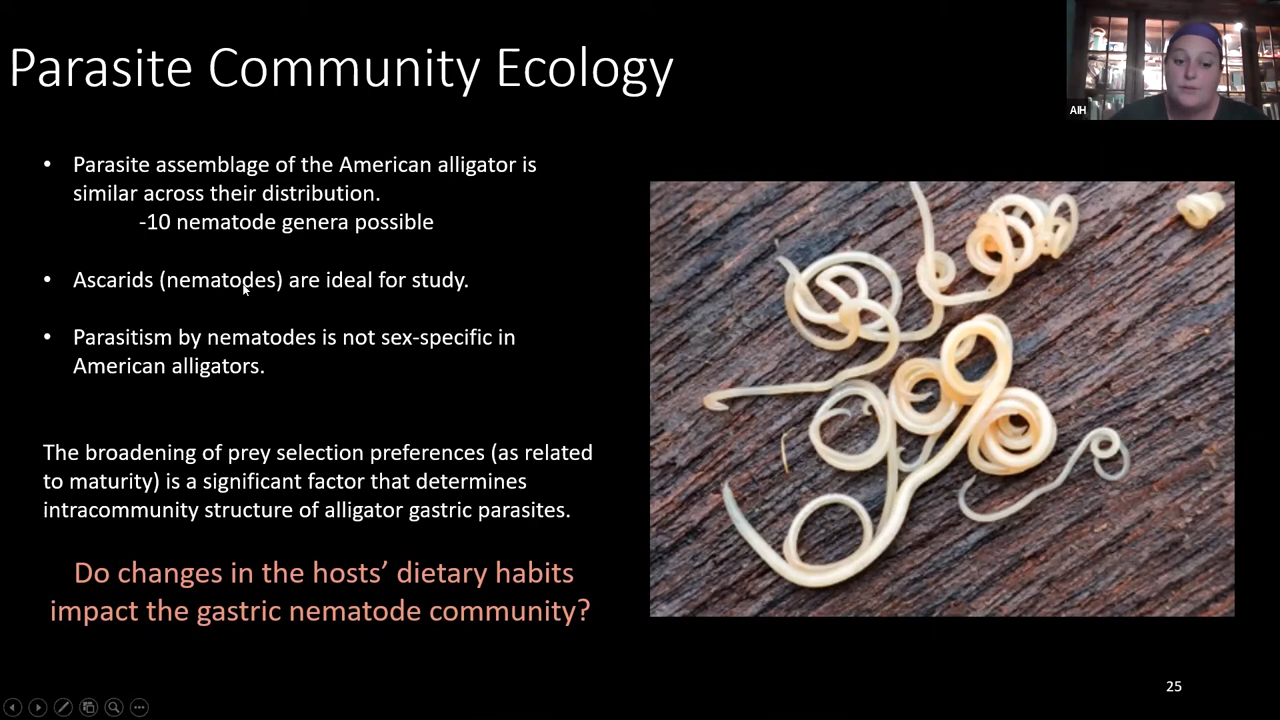 Parasite Community Ecology
AIH
• Parasite assemblage of the American alligator is
similar across their distribution.
-10 nematode genera possible
• Ascarids (nematodes) are ideal for study.
• Parasitism by nematodes is not sex-specific in
American alligators.
The broadening of prey selection preferences (as related
to maturity) is a significant factor that determines
intracommunity structure of alligator gastric parasites.
Do changes in the hosts’ dietary habits
impact the gastric nematode community?
25